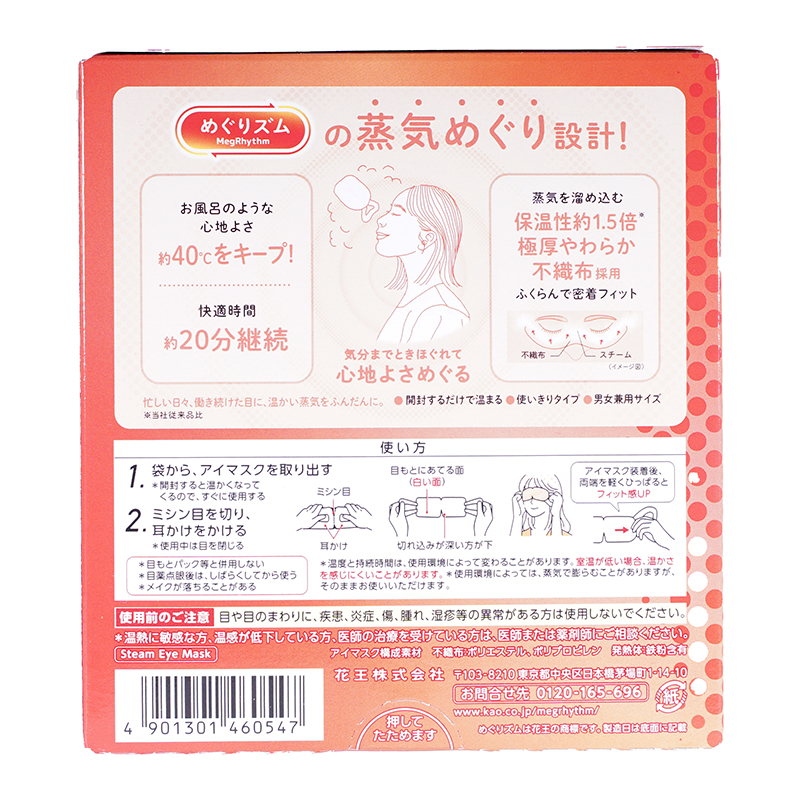 めぐりズム
MegRhythm
の蒸気めぐり設計！
お風呂のような
心地よさ
約40℃をキープ！
快適時間
約20分継続
気分までときほぐれて
心地よさめぐる
蒸気を溜め込む
保温性約1.5倍*
極厚やわらか
不織布採用
ふくらんで密着フィット
不織布
スチーム
(イメージ図)
忙しい日々、働き続けた目に、温かい蒸気をふんだんに。 ●開封するだけで温まる ●使いきりタイプ ●男女兼用サイズ
※当社従来品比
使い方
1. 袋から、アイマスクを取り出す
*開封すると温かくなって
くるので、すぐに使用する
2. ミシン目を切り、
耳かけをかける
*使用中は目を閉じる
ミシン目
耳かけ
目もとにあてる面
(白い面)
切れ込みが深い方が下
アイマスク装着後、
両端を軽くひっぱると
フィット感UP
*目もとパック等と併用しない
*目薬点眼後は、しばらくしてから使う
*メイクが落ちることがある
*温度と持続時間は、使用環境によって変わることがあります。室温が低い場合、温かさ
を感じにくいことがあります。*使用環境によっては、蒸気で膨らむことがありますが、
そのままお使いいただけます。
使用前のご注意 目や目のまわりに、疾患、炎症、傷、腫れ、湿疹等の異常がある方は使用しないでください。
*温熱に敏感な方、温感が低下している方、医師の治療を受けている方は、医師または薬剤師にご相談ください。
Steam Eye Mask
アイマスク構成素材 不織布:ポリエステル、ポリプロピレン 発熱体:鉄粉含有
花王株式会社
〒103-8210 東京都中央区日本橋茅場町1-14-10
お問合せ先 0120-165-696
www.kao.co.jp/megrhythm/
めぐりズムは花王の商標です。製造日は底面に記載
紙
4 901301 460547
押して
たためます